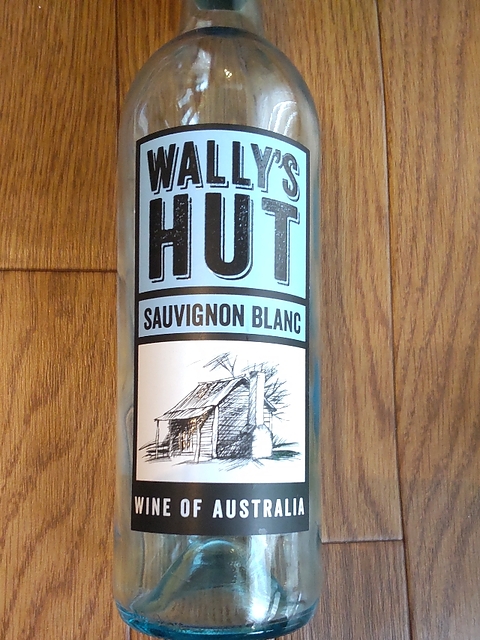 WALLY'S
HUT
SAUVIGNON BLANC
WINE OF AUSTRALIA